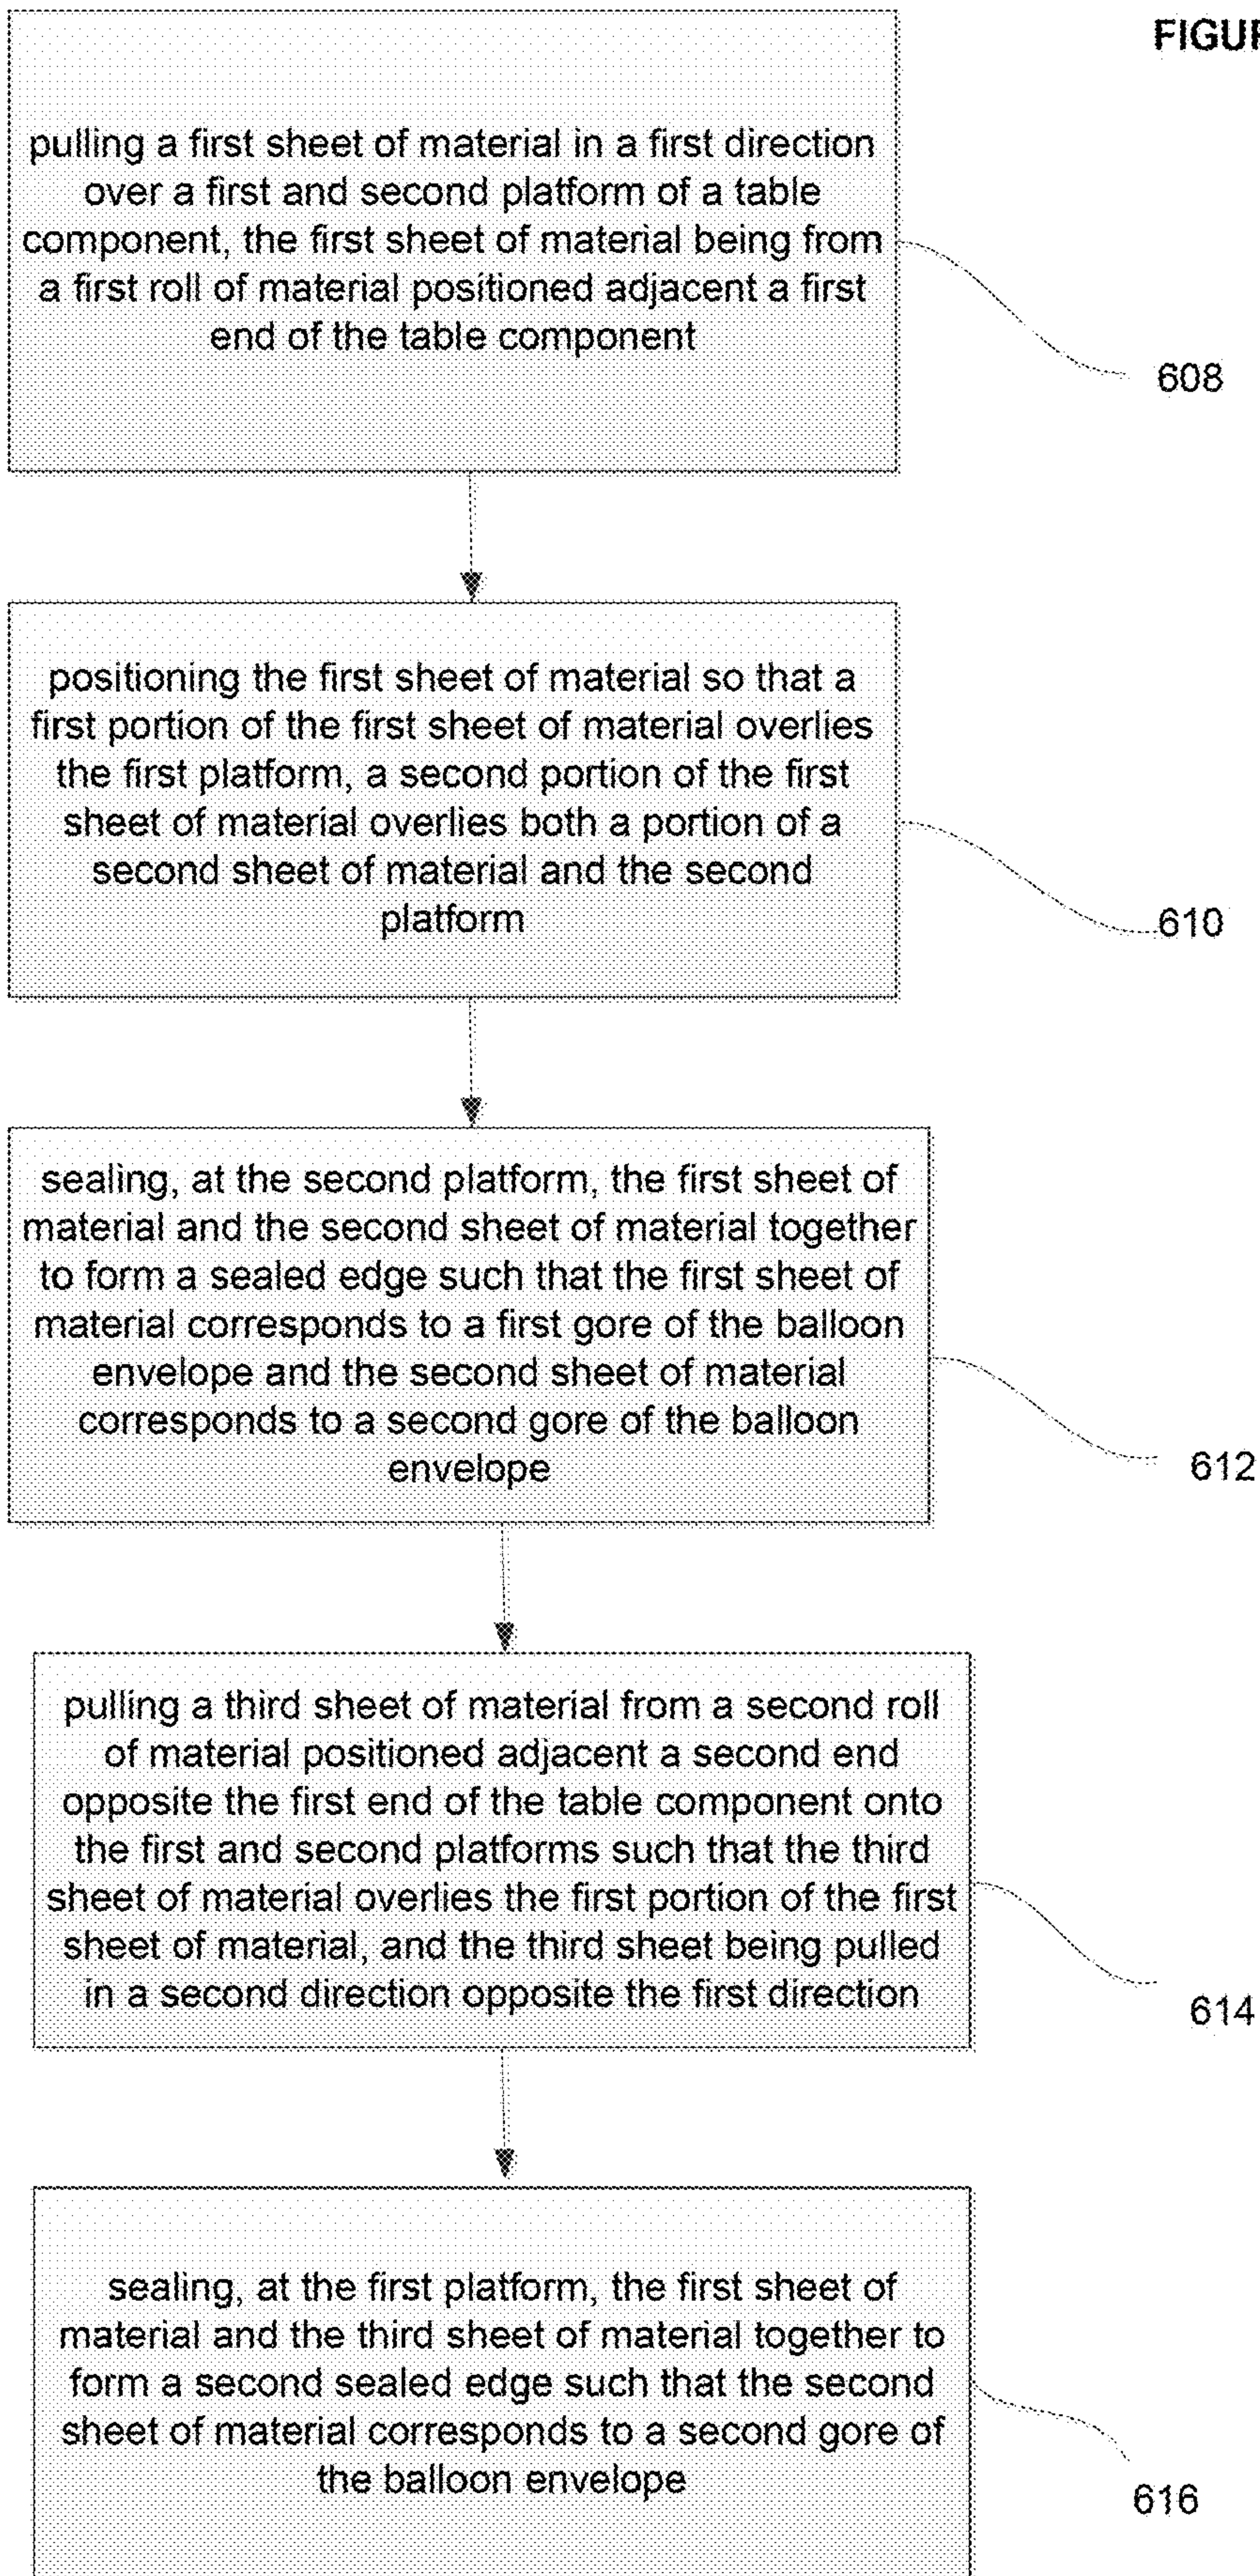 FIGUR
pulling a first sheet of material in a first direction
over a first and second platform of a table
component, the first sheet of material being from
a first roll of material positioned adjacent a first
end of the table component
608
positioning the first sheet of material so that a
first portion of the first sheet of material overlies
the first platform, a second portion of the first
sheet of material overlies both a portion of a
second sheet of material and the second
platform
610
sealing, at the second platform, the first sheet of
material and the second sheet of material together
to form a sealed edge such that the first sheet of
material corresponds to a first gore of the balloon
envelope and the second sheet of material
corresponds to a second gore of the balloon
envelope
612
pulling a third sheet of material from a second roll
of material positioned adjacent a second end
opposite the first end of the table component onto
the first and second platforms such that the third
sheet of material overlies the first portion of the first
sheet of material, and the third sheet being pulled
in a second direction opposite the first direction
614
sealing, at the first platform, the first sheet of
material and the third sheet of material together to
form a second sealed edge such that the second
sheet of material corresponds to a second gore of
the balloon envelope
616